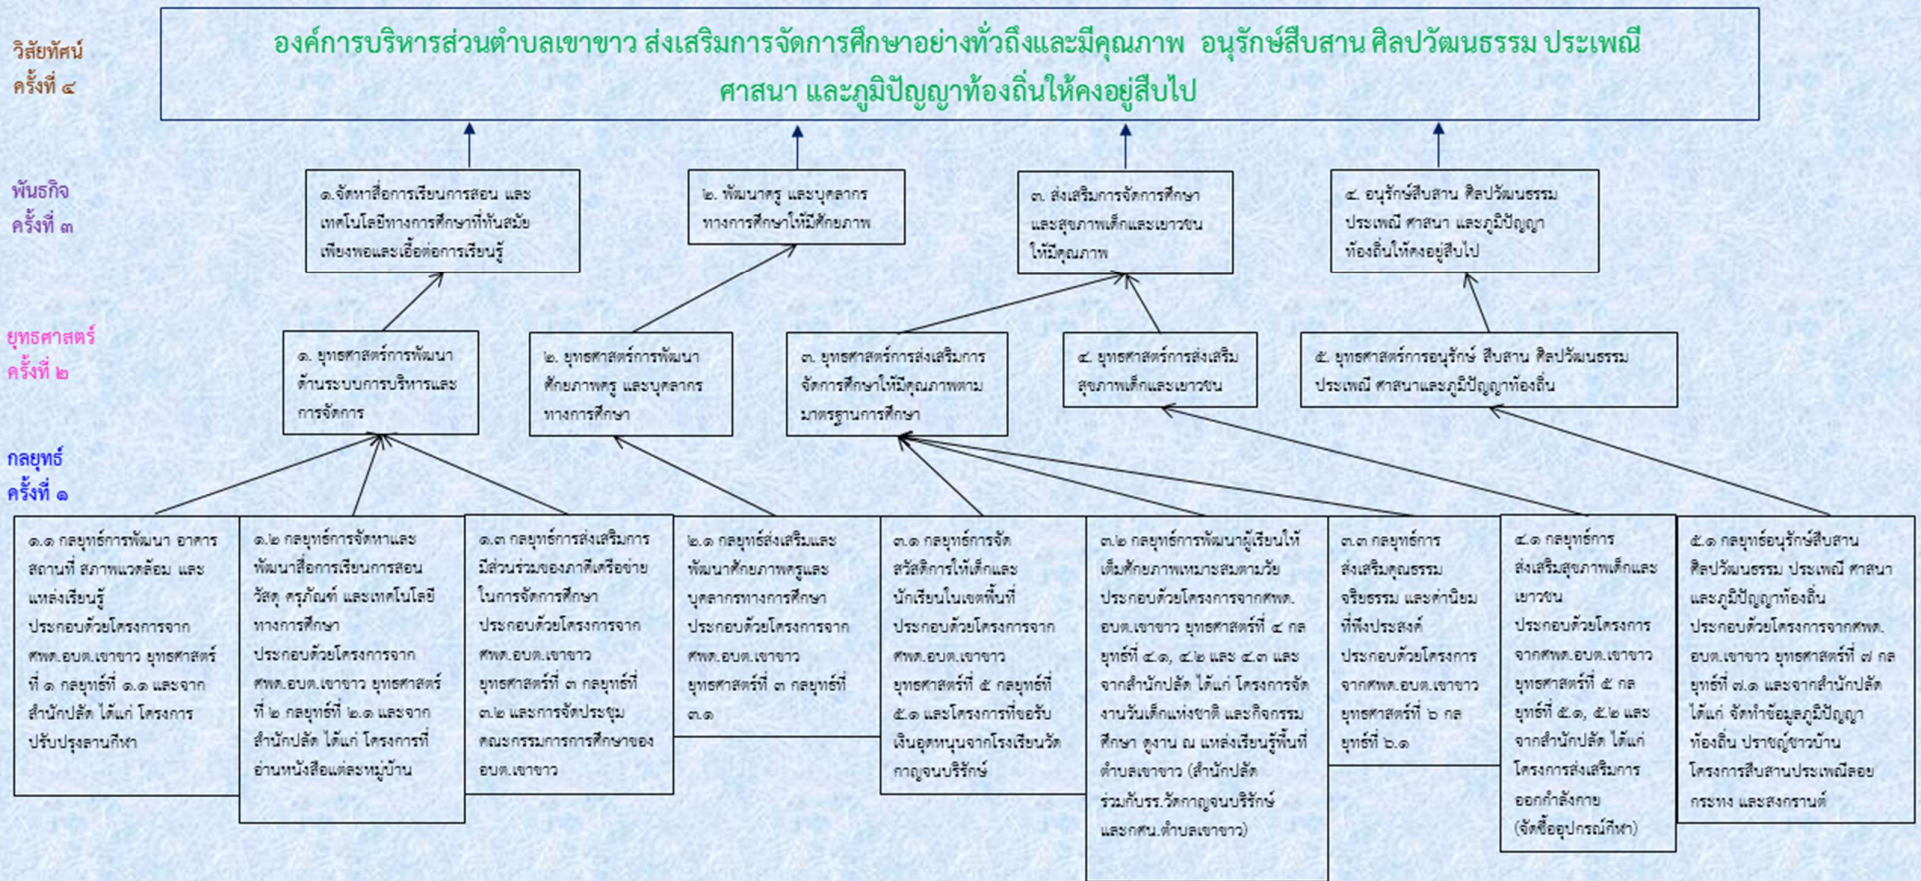 วิสัยทัศน์
ครั้งที่ ๔
องค์การบริหารส่วนตำบลเขาขาว ส่งเสริมการจัดการศึกษาอย่างทั่วถึงและมีคุณภาพ อนุรักษ์สืบสาน ศิลปวัฒนธรรม ประเพณี
ศาสนา และภูมิปัญญาท้องถิ่นให้คงอยู่สืบไป
พันธกิจ
ครั้งที่ ๓
๑.จัดหาสื่อการเรียนการสอน และ
เทคโนโลยีทางการศึกษาที่ทันสมัย
เพียงพอและเอื้อต่อการเรียนรู้
๒. พัฒนาครู และบุคลากร
ทางการศึกษาให้มีศักยภาพ
๓. ส่งเสริมการจัดการศึกษา
และสุขภาพเด็กและเยาวชน
ให้มีคุณภาพ
๔. อนุรักษ์สืบสาน ศิลปวัฒนธรรม
ประเพณี ศาสนา และภูมิปัญญา
ท้องถิ่นให้คงอยู่สืบไป
ยุทธศาสตร์
ครั้งที่ ๒
๑. ยุทธศาสตร์การพัฒนา
ด้านระบบการบริหารและ
การจัดการ
๒. ยุทธศาสตร์การพัฒนา
ศักยภาพครู และบุคลากร
ทางการศึกษา
๓. ยุทธศาสตร์การส่งเสริมการ
จัดการศึกษาให้มีคุณภาพตาม
มาตรฐานการศึกษา
๔. ยุทธศาสตร์การส่งเสริม
สุขภาพเด็กและเยาวชน
๕. ยุทธศาสตร์การอนุรักษ์ สืบสาน ศิลปวัฒนธรรม
ประเพณี ศาสนาและภูมิปัญญาท้องถิ่น
กลยุทธ์
ครั้งที่ ๑
๑.๑ กลยุทธ์การพัฒนา อาคาร
สถานที่ สภาพแวดล้อม และ
แหล่งเรียนรู้
ประกอบด้วยโครงการจาก
ศพด.อบต.เขาขาว ยุทธศาสตร์
ที่ ๑ กลยุทธ์ที่ ๑.๑ และจาก
สำนักปลัด ได้แก่ โครงการ
ปรับปรุงลานกีฬา
๑.๒ กลยุทธ์การจัดหาและ
พัฒนาสื่อการเรียนการสอน
วัสดุ ครุภัณฑ์ และเทคโนโลยี
ทางการศึกษา
ประกอบด้วยโครงการจาก
ศพด.อบต.เขาขาว ยุทธศาสตร์
ที่ ๒ กลยุทธ์ที่ ๒.๑ และจาก
สำนักปลัด ได้แก่ โครงการที่
อ่านหนังสือแต่ละหมู่บ้าน
๑.๓ กลยุทธ์การส่งเสริมการ
มีส่วนร่วมของภาคีเครือข่าย
ในการจัดการศึกษา
ประกอบด้วยโครงการจาก
ศพด.อบต.เขาขาว
ยุทธศาสตร์ที่ ๓ กลยุทธ์ที่
๓.๒ และการจัดประชุม
คณะกรรมการการศึกษาของ
อบต.เขาขาว
๒.๑ กลยุทธ์ส่งเสริมและ
พัฒนาศักยภาพครูและ
บุคลากรทางการศึกษา
ประกอบด้วยโครงการจาก
ศพด.อบต.เขาขาว
ยุทธศาสตร์ที่ ๓ กลยุทธ์ที่
๓.๑
๓.๑ กลยุทธ์การจัด
สวัสดิการให้เด็กและ
นักเรียนในเขตพื้นที่
ประกอบด้วยโครงการจาก
ศพด.อบต.เขาขาว
ยุทธศาสตร์ที่ ๕ กลยุทธ์ที่
๕.๑ และโครงการที่ขอรับ
เงินอุดหนุนจากโรงเรียนวัด
กาญจนบริรักษ์
๓.๒ กลยุทธ์การพัฒนาผู้เรียนให้
เต็มศักยภาพเหมาะสมตามวัย
ประกอบด้วยโครงการจากศพด.
อบต.เขาขาว ยุทธศาสตร์ที่ ๔ กล
ยุทธ์ที่ ๔.๑, ๔.๒ และ ๔.๓ และ
จากสำนักปลัด ได้แก่ โครงการจัด
งานวันเด็กแห่งชาติ และกิจกรรม
ศึกษา ดูงาน ณ แหล่งเรียนรู้พื้นที่
ตำบลเขาขาว (สำนักปลัด
ร่วมกับรร.วัดกาญจนบริรักษ์
และกศน.ตำบลเขาขาว)
๓.๓ กลยุทธ์การ
ส่งเสริมคุณธรรม
จริยธรรม และค่านิยม
ที่พึงประสงค์
ประกอบด้วยโครงการ
จากศพด.อบต.เขาขาว
ยุทธศาสตร์ที่ ๖ กล
ยุทธ์ที่ ๖.๑
๔.๑ กลยุทธ์การ
ส่งเสริมสุขภาพเด็กและ
เยาวชน
ประกอบด้วยโครงการ
จากศพด.อบต.เขาขาว
ยุทธศาสตร์ที่ ๕ กล
ยุทธ์ที่ ๕.๑, ๕.๒ และ
จากสำนักปลัด ได้แก่
โครงการส่งเสริมการ
ออกกำลังกาย
(จัดซื้ออุปกรณ์กีฬา)
๕.๑ กลยุทธ์อนุรักษ์สืบสาน
ศิลปวัฒนธรรม ประเพณี ศาสนา
และภูมิปัญญาท้องถิ่น
ประกอบด้วยโครงการจากศพด.
อบต.เขาขาว ยุทธศาสตร์ที่ ๗ กล
ยุทธ์ที่ ๗.๑ และจากสำนักปลัด
ได้แก่ จัดทำข้อมูลภูมิปัญญา
ท้องถิ่น ปราชญ์ชาวบ้าน
โครงการสืบสานประเพณีลอย
กระทง และสงกรานต์